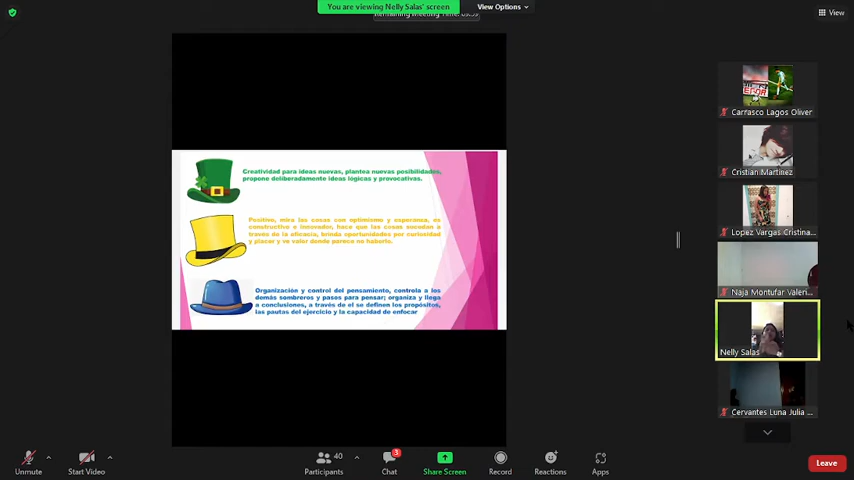 You are viewing Nelly Salas' screen
View Options
Remaining Meeting Time:
View
Creatividad para ideas nuevas, plantea nuevas posibilidades,
propone deliberadamente ideas lógicas y provocativas.
Positivo, mira las cosas con optimismo y esperanza, es
constructivo e innovador, hace que las cosas sucedan a
través de la eficacia, brinda oportunidades por curiosidad
y placer y ve valor donde parece no haberlo.
Organización y control del pensamiento, controla a los
demás sombreros y pasos para pensar; organiza y llega
a conclusiones, a través de el se definen los propósitos,
las pautas del ejercicio y la capacidad de enfocar
Carrasco Lagos Oliver
Cristian Martinez
Lopez Vargas Cristina...
Naja Montufar Valeri...
Nelly Salas
Cervantes Luna Julia ...
Unmute
Start Video
40
Participants
3
Chat
Share Screen
Record
Reactions
Apps
Leave